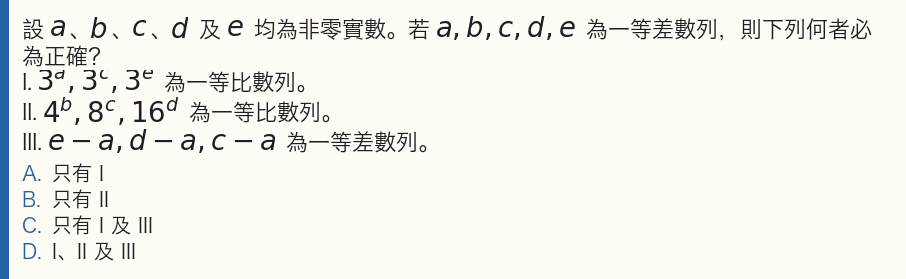 設 a、b、c、d 及 e 均為非零實數。若 a, b, c, d, e 為一等差數列，則下列何者必
為正確？
I. 3^a, 3^c, 3^e 為一等比數列。
II. 4^b, 8^c, 16^d 為一等比數列。
III. e − a, d − a, c − a 為一等差數列。
A. 只有 I
B. 只有 II
C. 只有 I 及 III
D. I、II 及 III